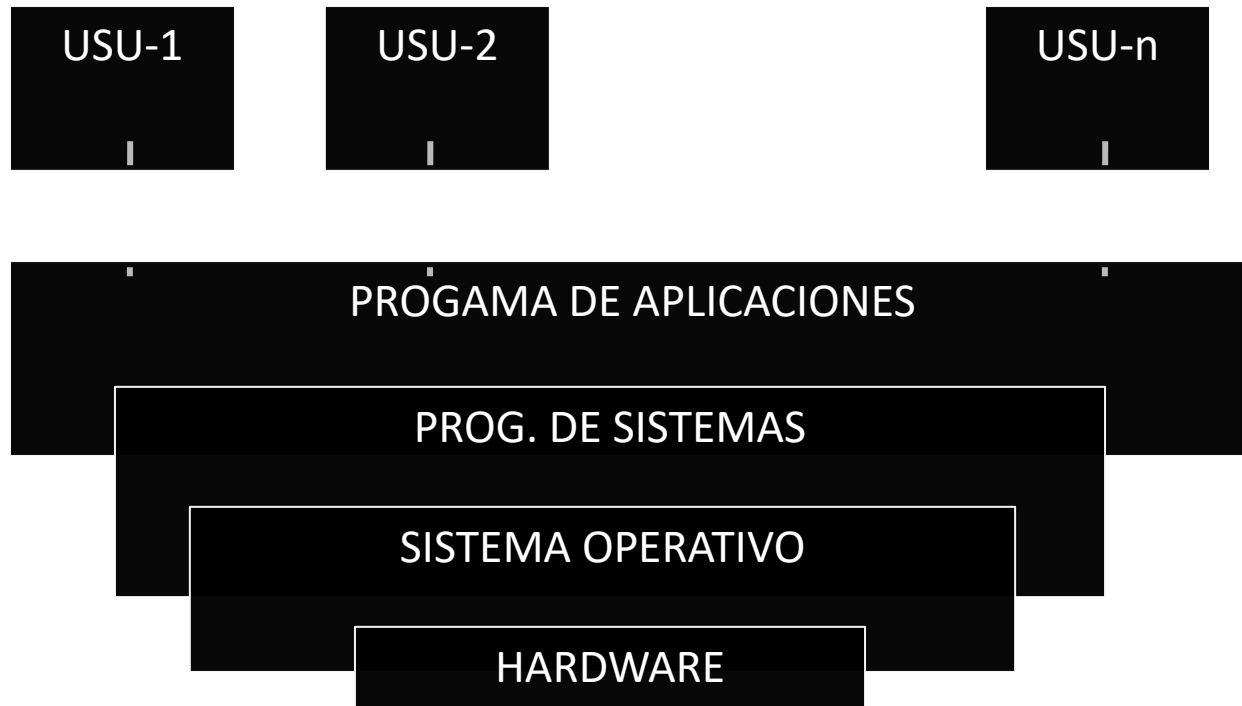 USU-1
USU-2
USU-n
PROGAMA DE APLICACIONES
PROG. DE SISTEMAS
SISTEMA OPERATIVO
HARDWARE